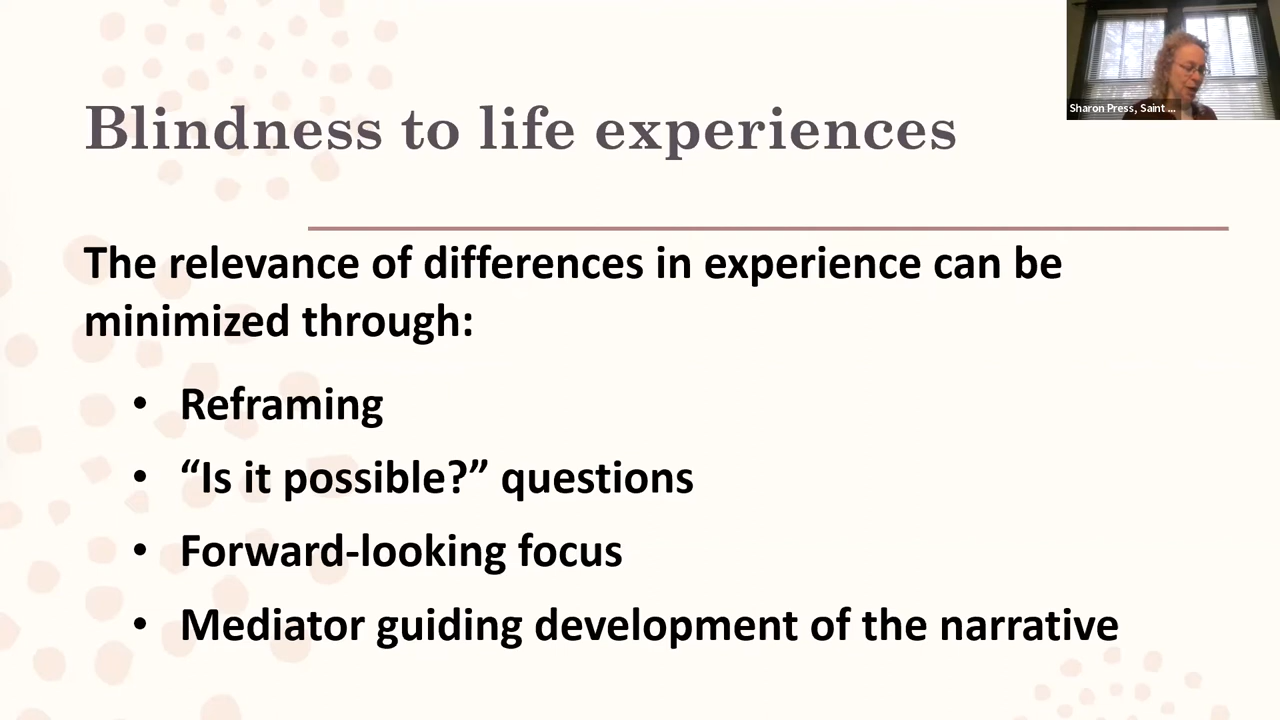 Blindness to life experiences
Sharon Press, Saint ...
The relevance of differences in experience can be
minimized through:
• Reframing
• “Is it possible?” questions
• Forward-looking focus
• Mediator guiding development of the narrative